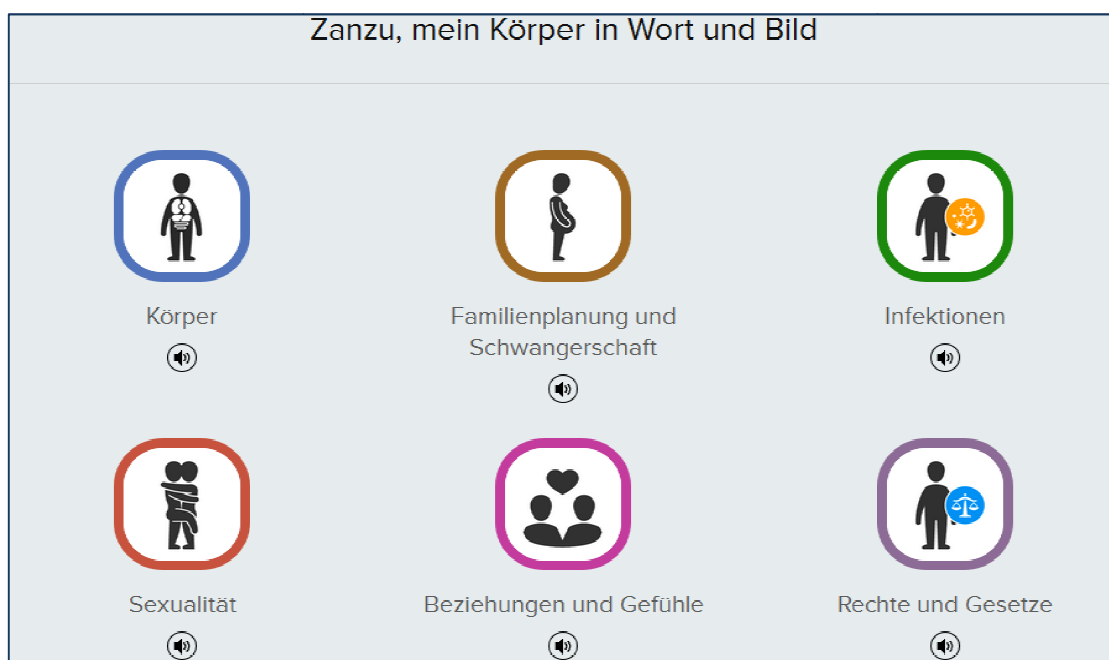 Zanzu, mein Körper in Wort und Bild
Körper
Familienplanung und
Schwangerschaft
Infektionen
Sexualität
Beziehungen und Gefühle
Rechte und Gesetze